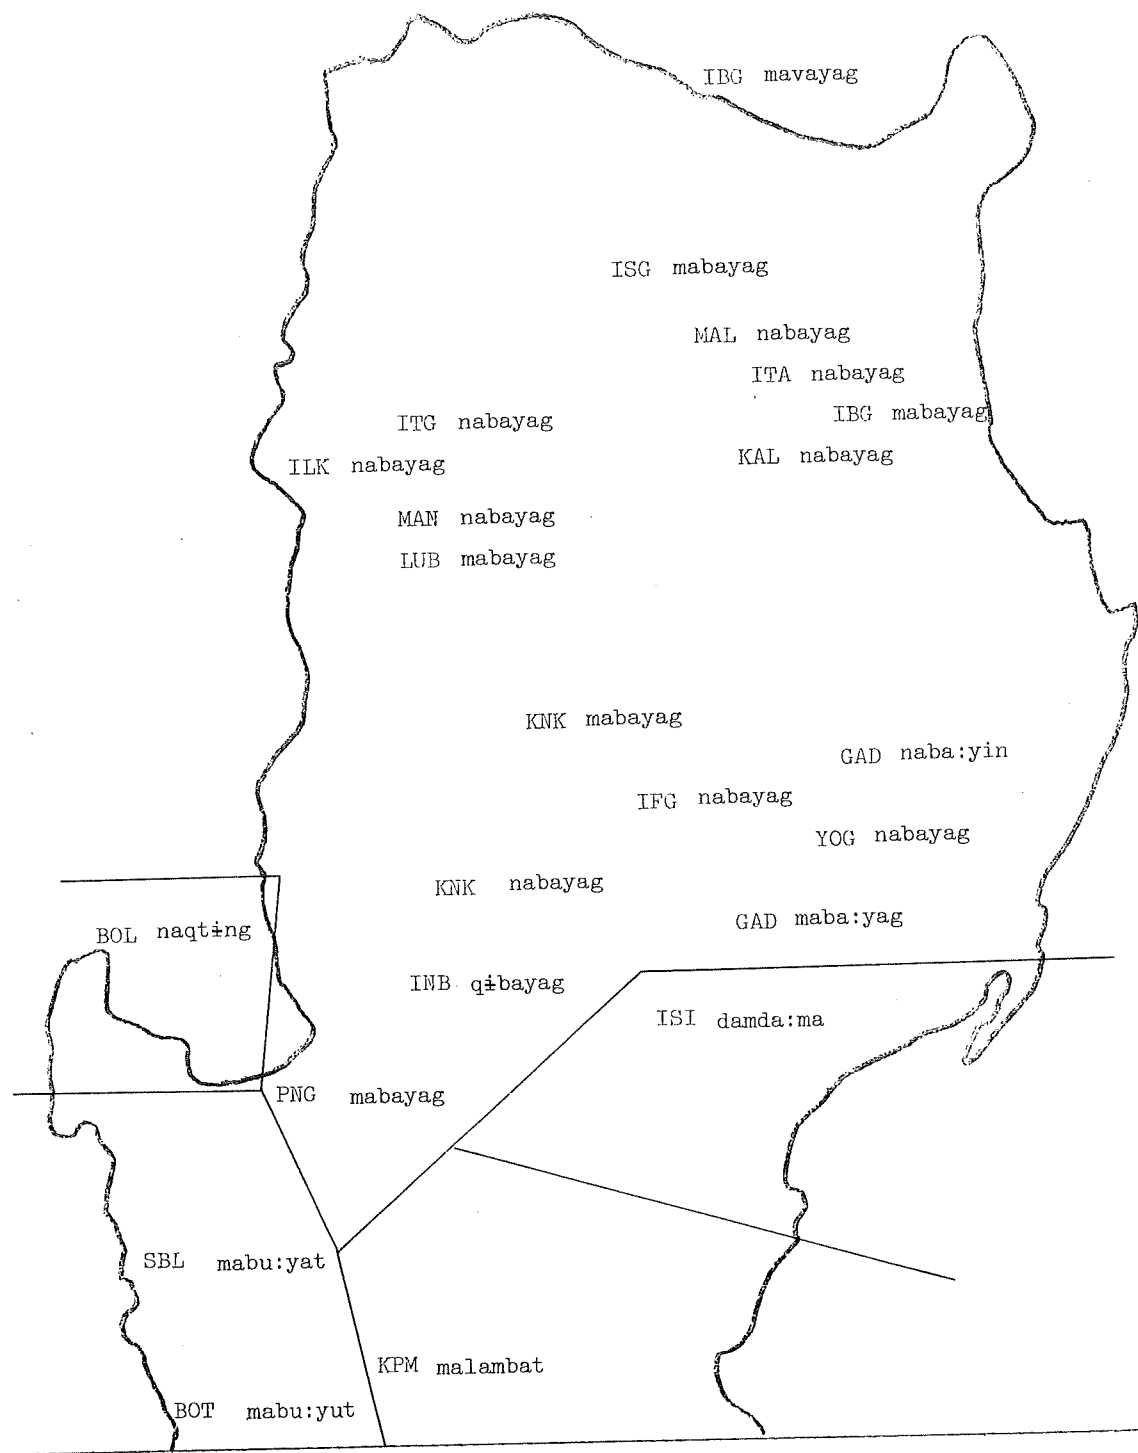 IBG mavayag
ISG mabayag
MAL nabayag
ITA nabayag
IBG mabayag
ITG nabayag
KAL nabayag
ILK nabayag
MAN nabayag
LUB mabayag
KNK mabayag
GAD naba:yin
IFG nabayag
YOG nabayag
KNK nabayag
GAD maba:yag
BOL naqtɨng
INB qɨbayag
ISI damda:ma
PNG mabayag
SBL mabu:yat
KPM malambat
BOT mabu:yut